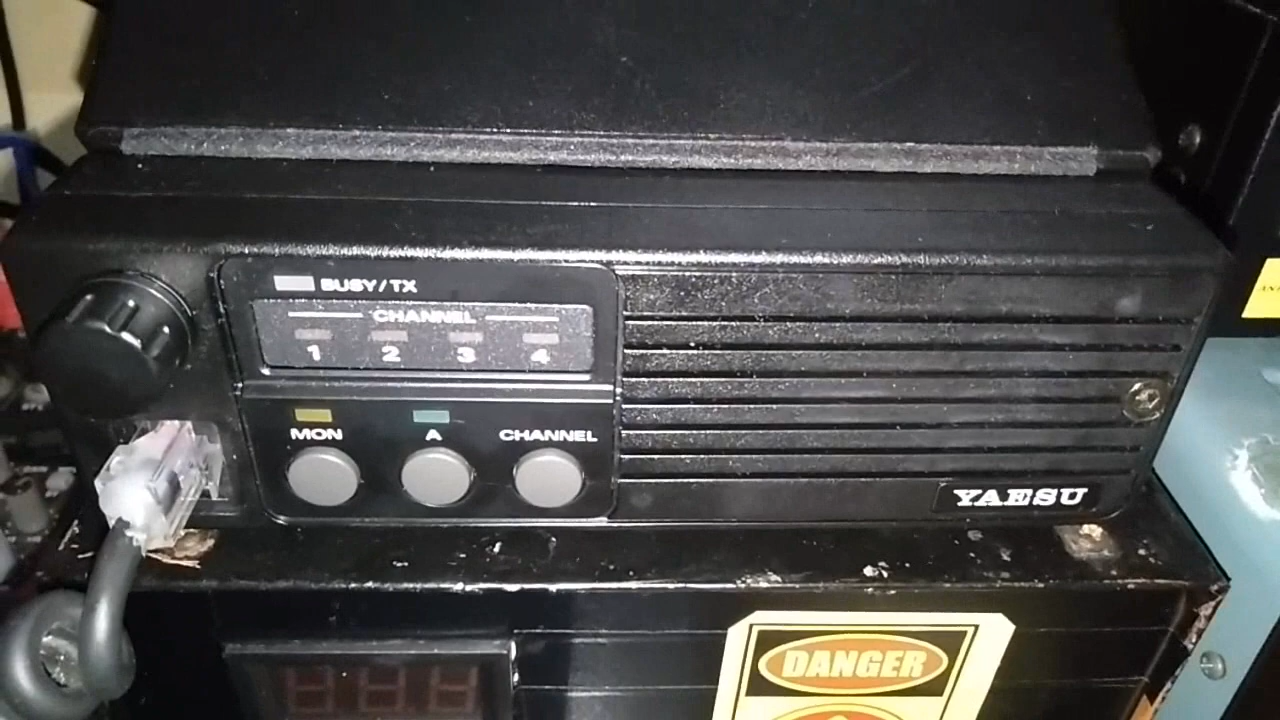 BUSY/TX
CHANNEL
1 2 3 4
MON A CHANNEL
YAESU
DANGER